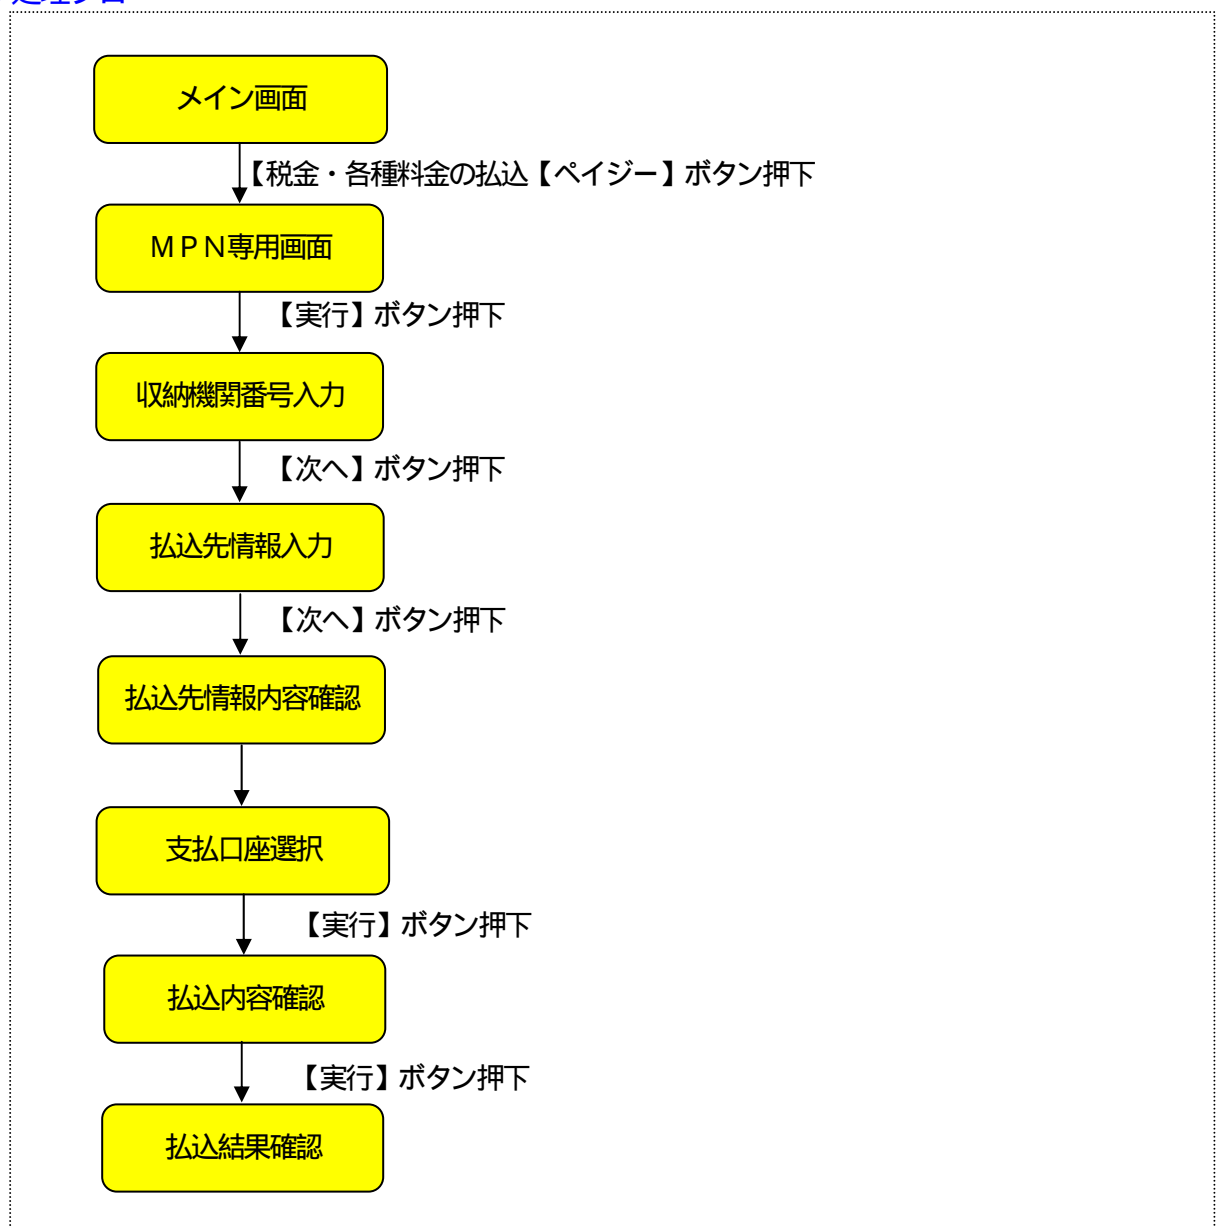 メイン画面
【税金・各種料金の払込【ペイジー】ボタン押下
ＭＰＮ専用画面
【実行】ボタン押下
収納機関番号入力
【次へ】ボタン押下
払込先情報入力
【次へ】ボタン押下
払込先情報内容確認
支払口座選択
【実行】ボタン押下
払込内容確認
【実行】ボタン押下
払込結果確認